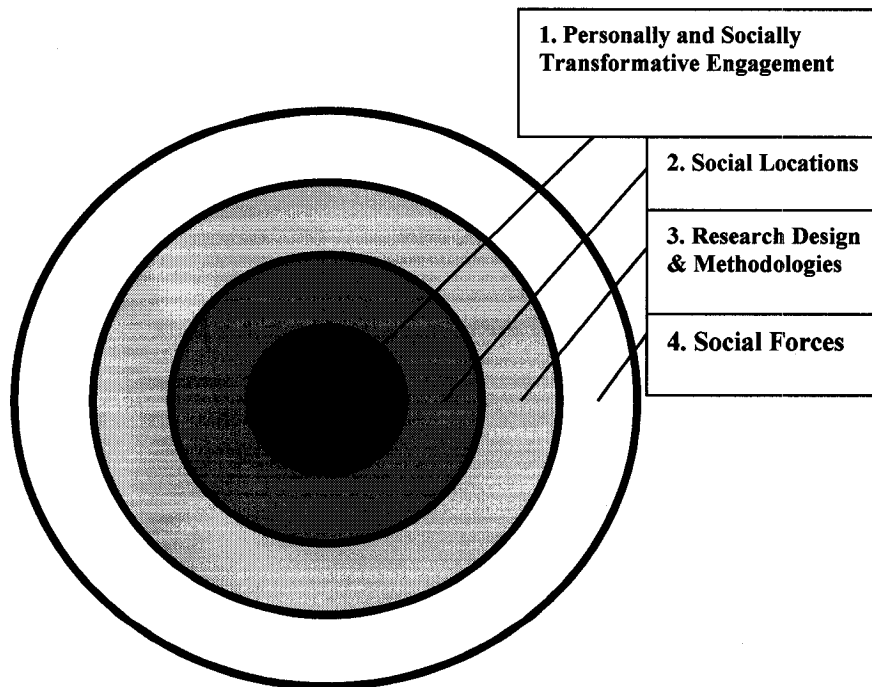 1. Personally and Socially
Transformative Engagement
2. Social Locations
3. Research Design
& Methodologies
4. Social Forces